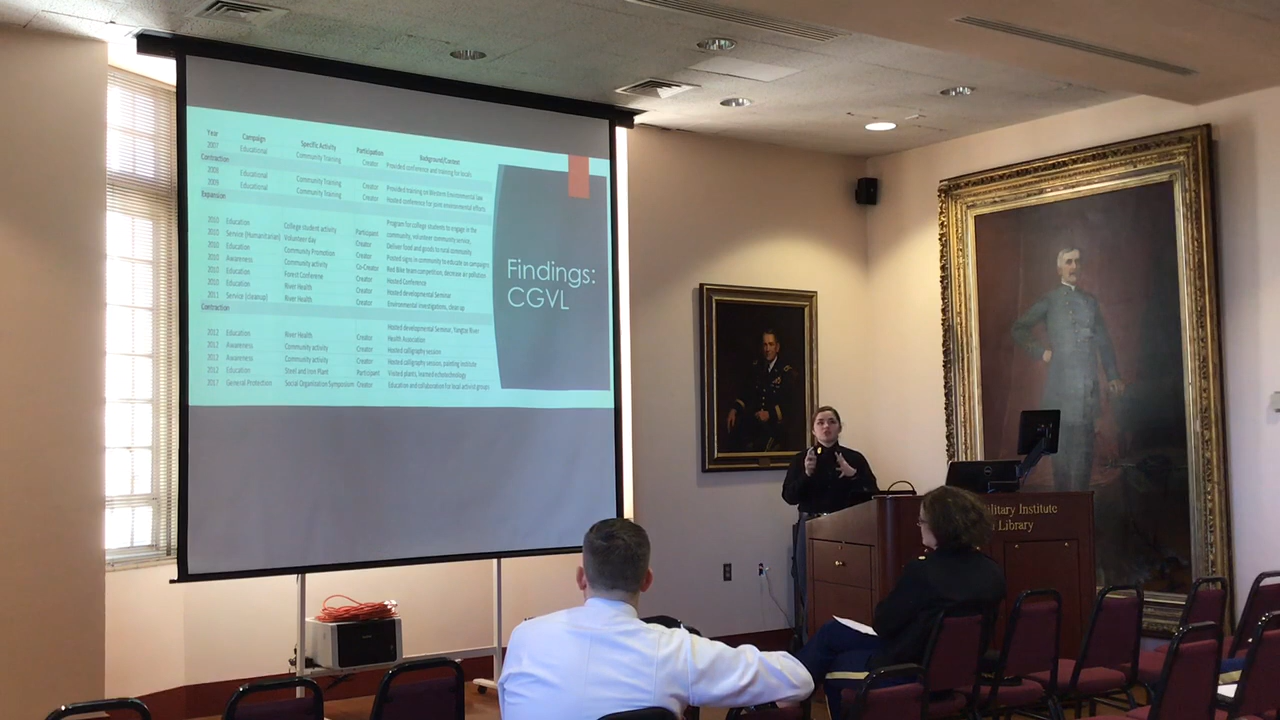 Year Campaign Specific Activity Participation Background/Context
2007 Educational Community Training Creator Provided conference and training for locals
Contraction
2008 Educational Community Training Creator Provided training on Western Environmental law
2009 Educational Community Training Creator Hosted conference for joint environmental efforts
Expansion
2010 Education College student activity Participant Program for college students to engage in the
community, volunteer community service,
2010 Service (Humanitarian) Volunteer day Creator Deliver food and goods to rural community
2010 Education Community Promotion Creator Posted signs in community to educate on campaigns
2010 Awareness Community activity Co-Creator Red Bike team competition, decrease air pollution
2010 Education Forest Conference Creator Hosted Conference
2010 Education River Health Creator Hosted developmental Seminar
2011 Service (cleanup) River Health Creator Environmental investigations, clean up
Contraction
2012 Education River Health Creator Hosted developmental Seminar, Yangtze River
Health Association
2012 Awareness Community activity Creator Hosted calligraphy session
2012 Awareness Community activity Creator Hosted calligraphy session, painting institute
2012 Education Steel and Iron Plant Participant Visited plants, learned
2017 General Protection Social Organization Symposium Creator Education and collaborative for local activist groups
Findings:
CGVL
Military Institute
Library